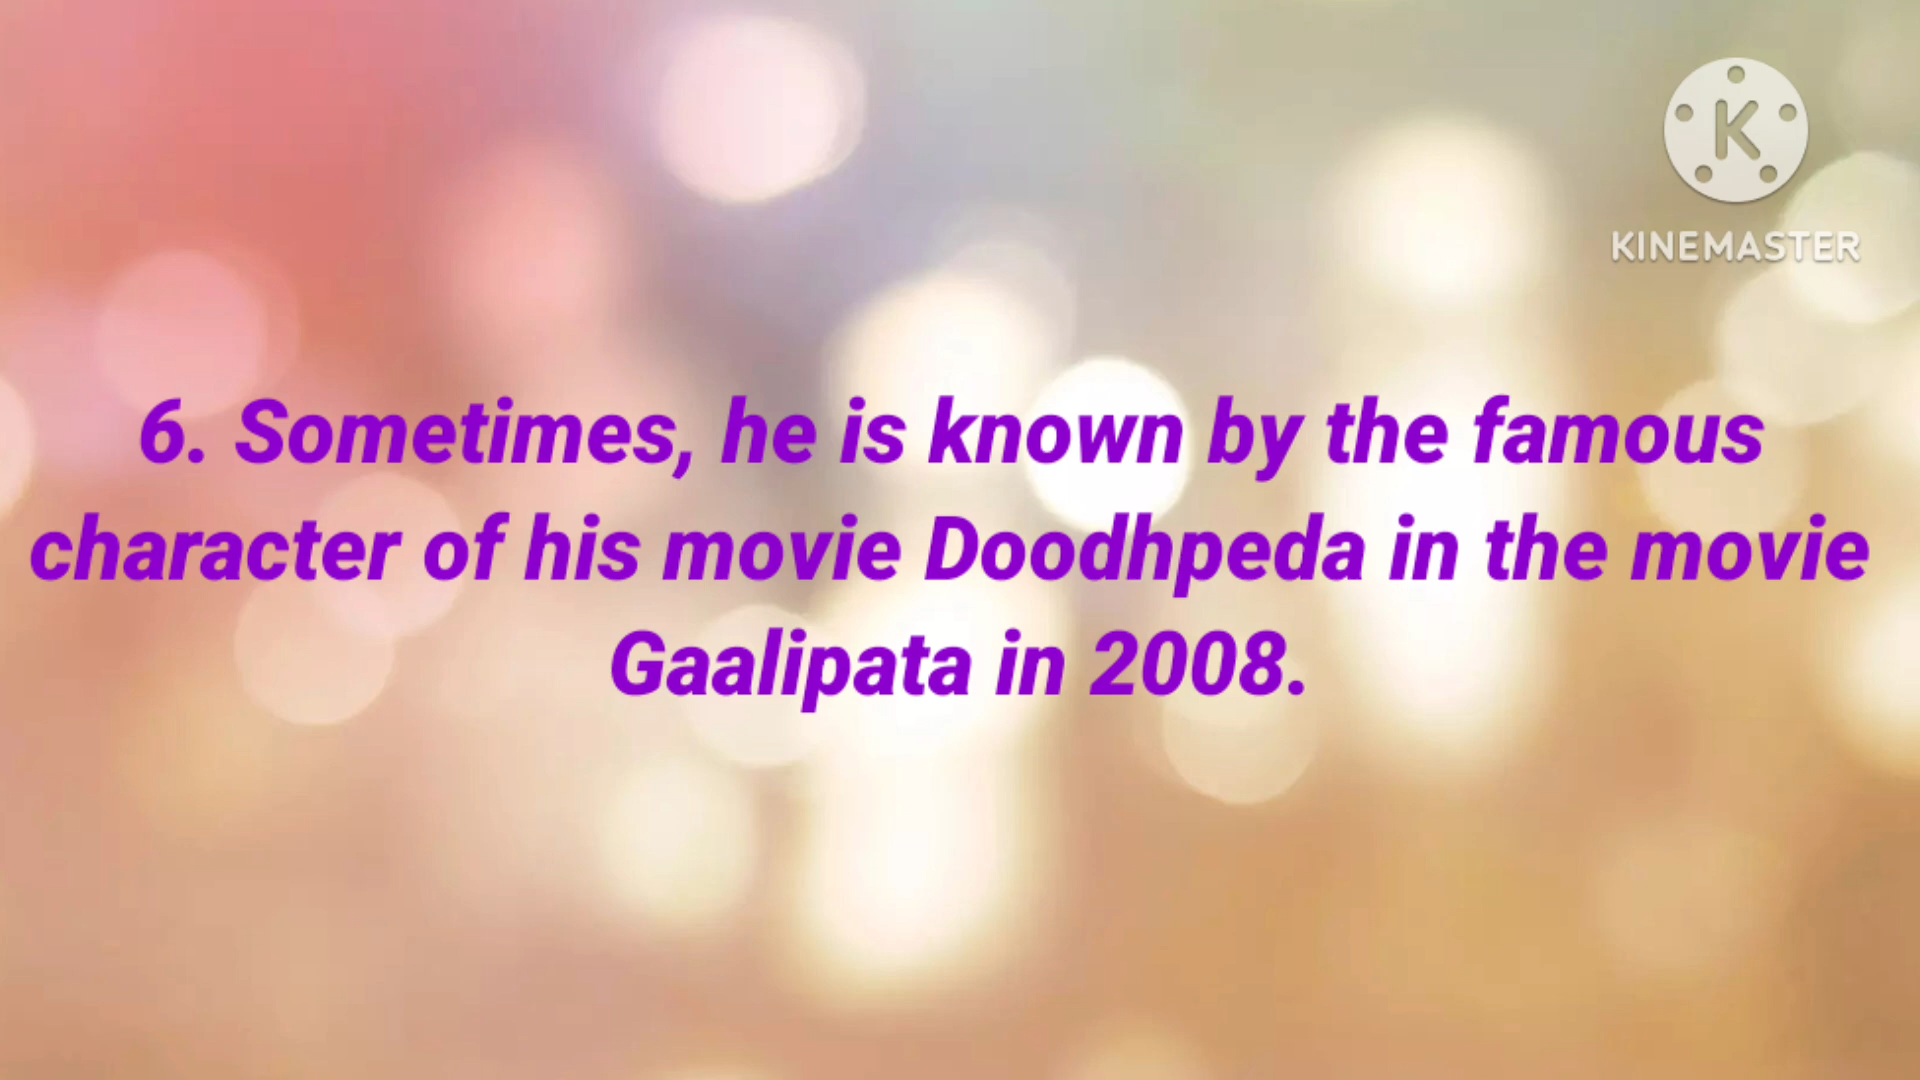 K
KINEMASTER
6. Sometimes, he is known by the famous
character of his movie Doodhpeda in the movie
Gaalipata in 2008.